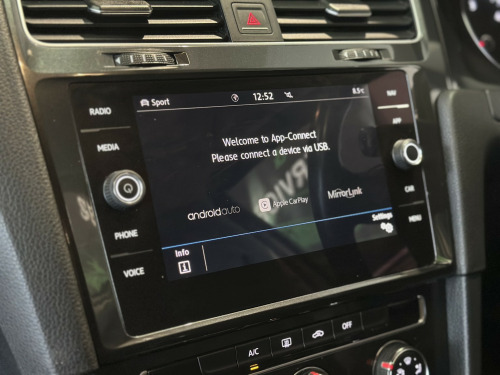 RADIO
MEDIA
PHONE
VOICE
Sport
12:52
8.5°C
Welcome to App-Connect
Please connect a device via USB.
androidauto
Apple CarPlay
MirrorLink
Info
Settings
NAV
APP
CAR
MENU
A/C
OFF